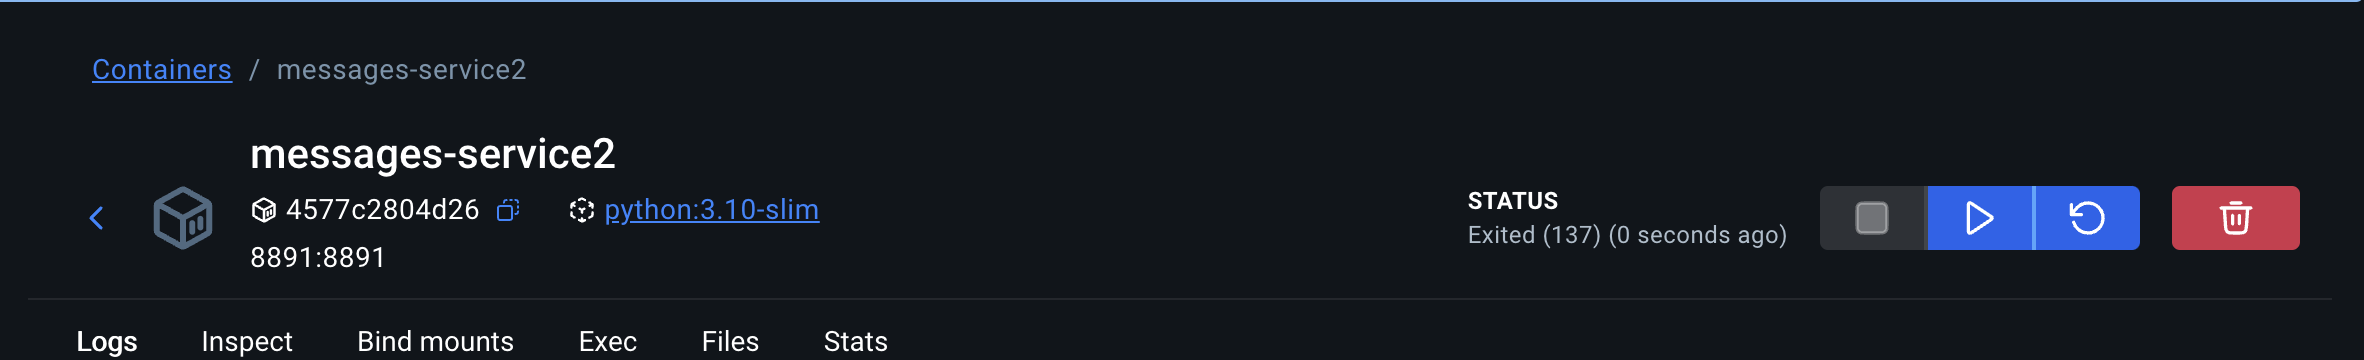 Containers / messages-service2
messages-service2
4577c2804d26 python:3.10-slim
8891:8891
STATUS
Exited (137) (0 seconds ago)
Logs Inspect Bind mounts Exec Files Stats